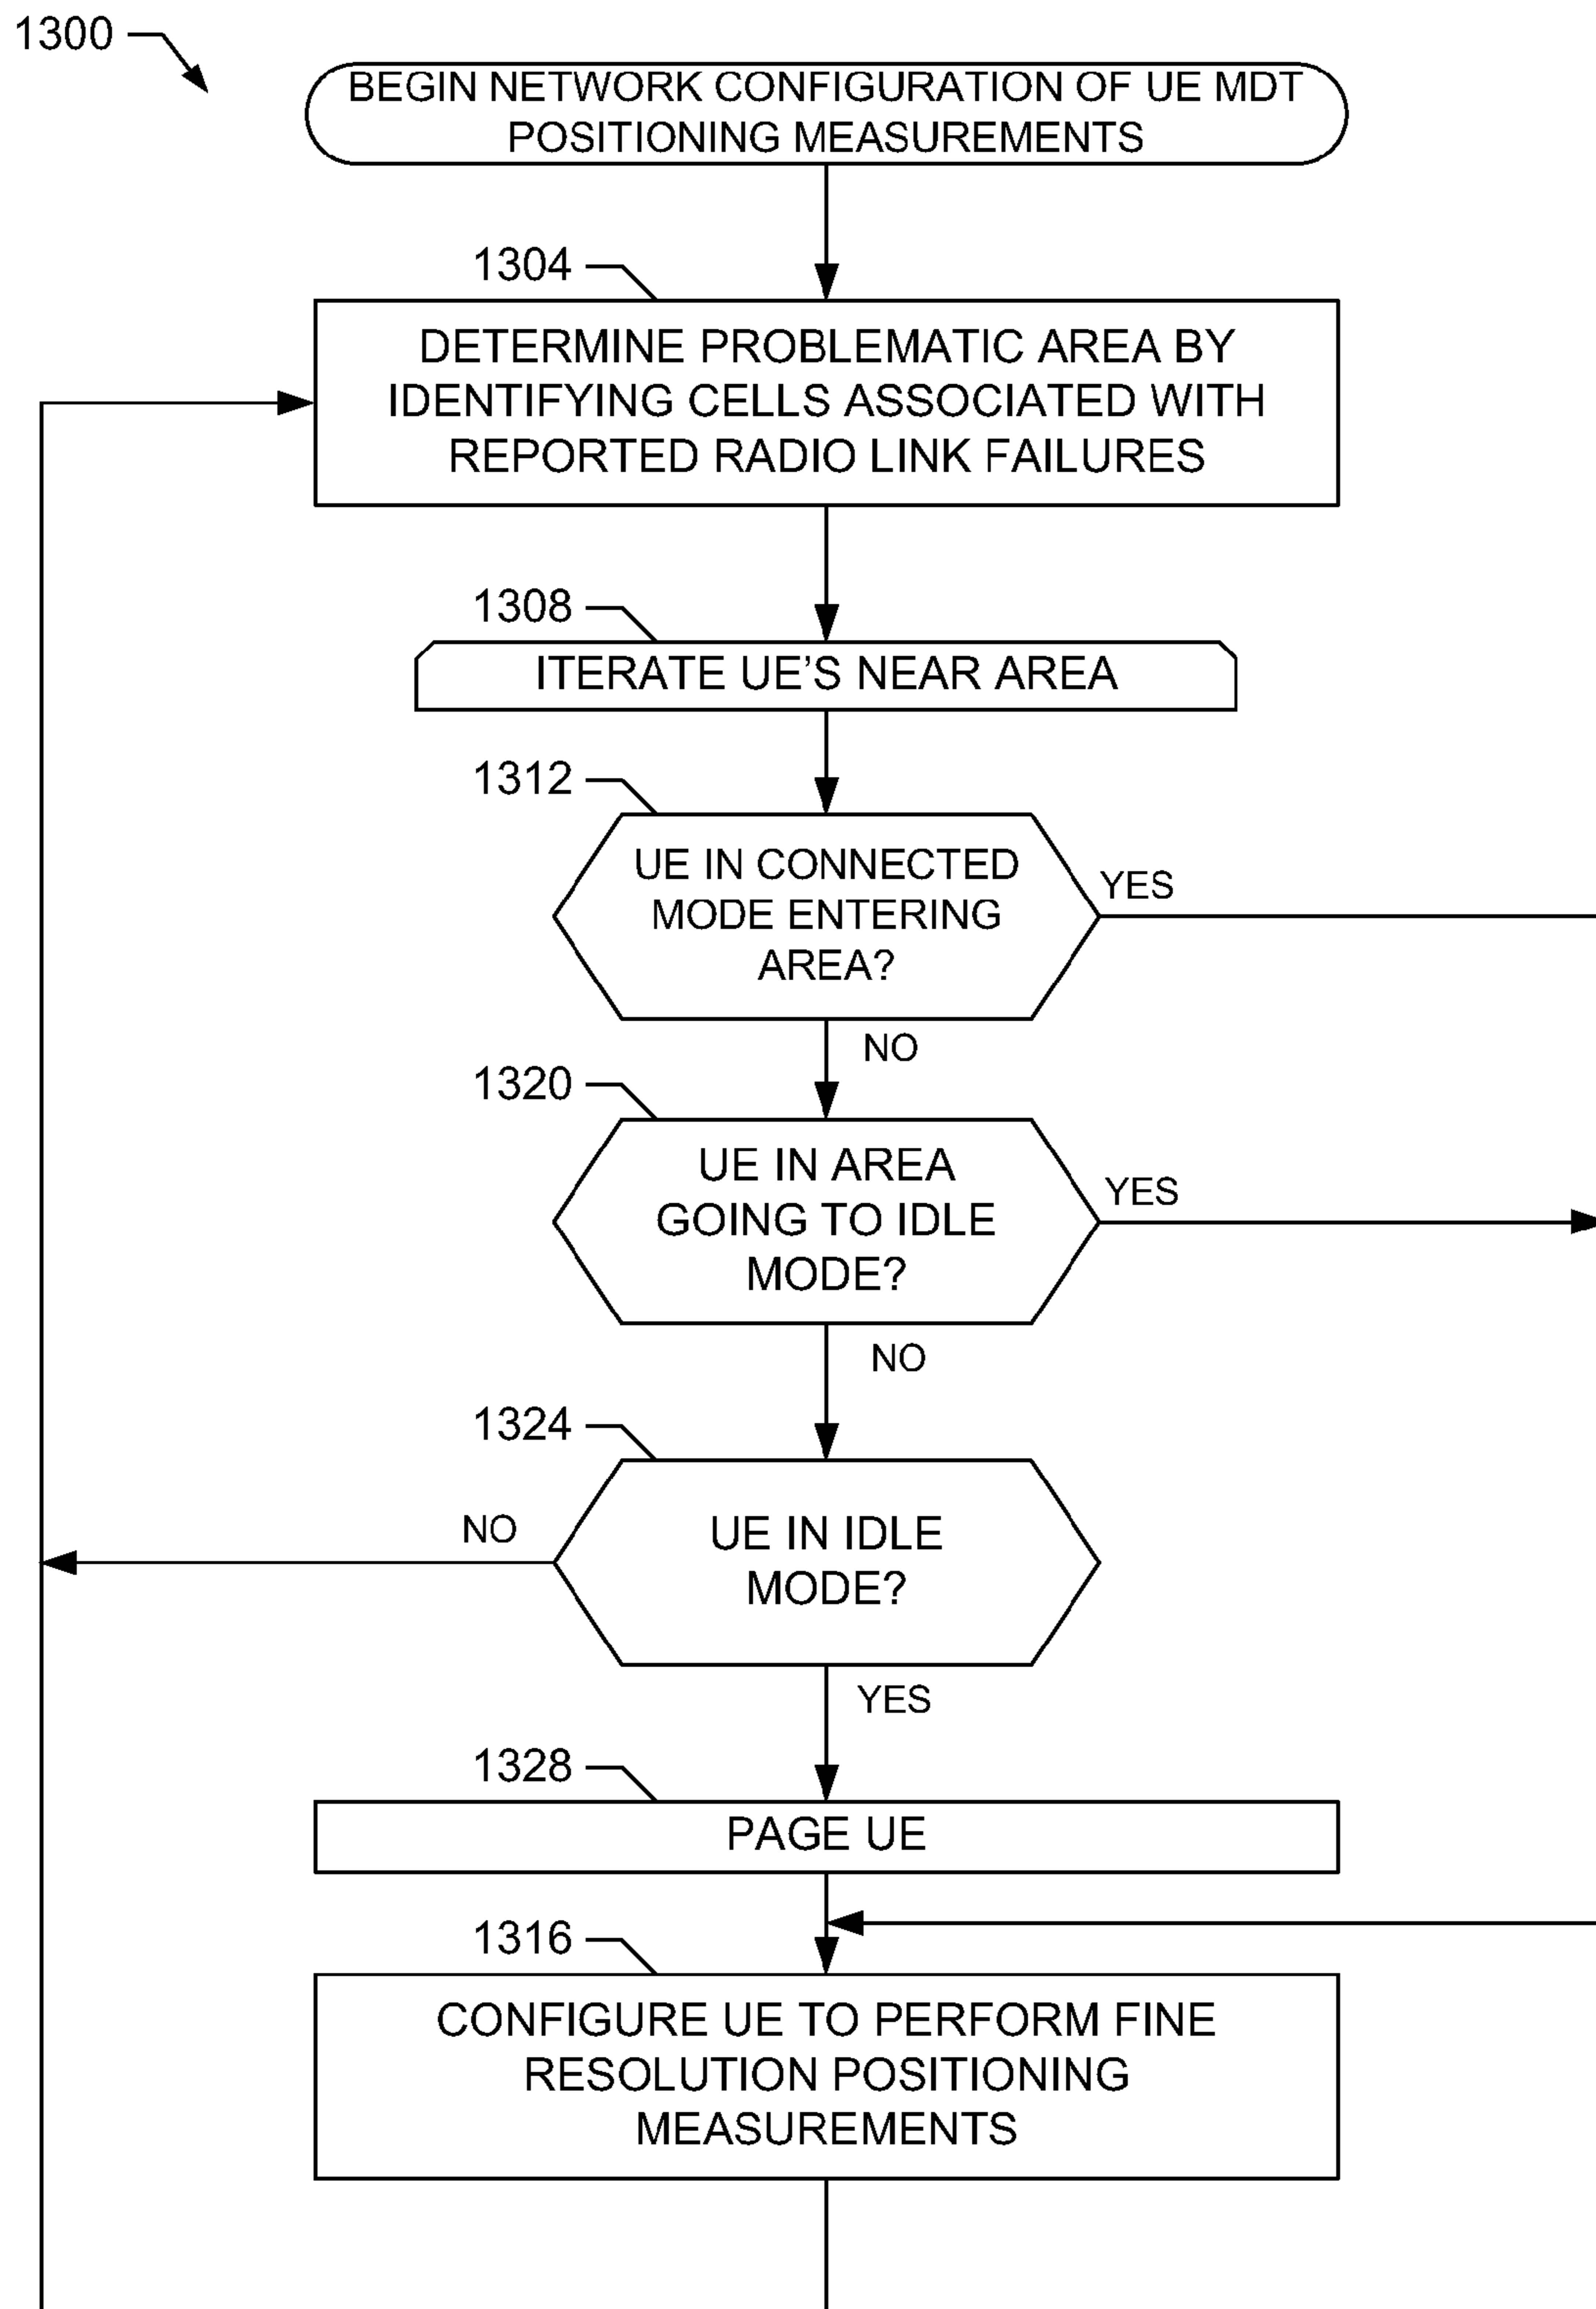 1300
BEGIN NETWORK CONFIGURATION OF UE MDT
POSITIONING MEASUREMENTS
1304
DETERMINE PROBLEMATIC AREA BY
IDENTIFYING CELLS ASSOCIATED WITH
REPORTED RADIO LINK FAILURES
1308
ITERATE UE’S NEAR AREA
1312
UE IN CONNECTED
MODE ENTERING
AREA?
YES
NO
1320
UE IN AREA
GOING TO IDLE
MODE?
YES
NO
1324
UE IN IDLE
MODE?
NO
YES
1328
PAGE UE
1316
CONFIGURE UE TO PERFORM FINE
RESOLUTION POSITIONING
MEASUREMENTS